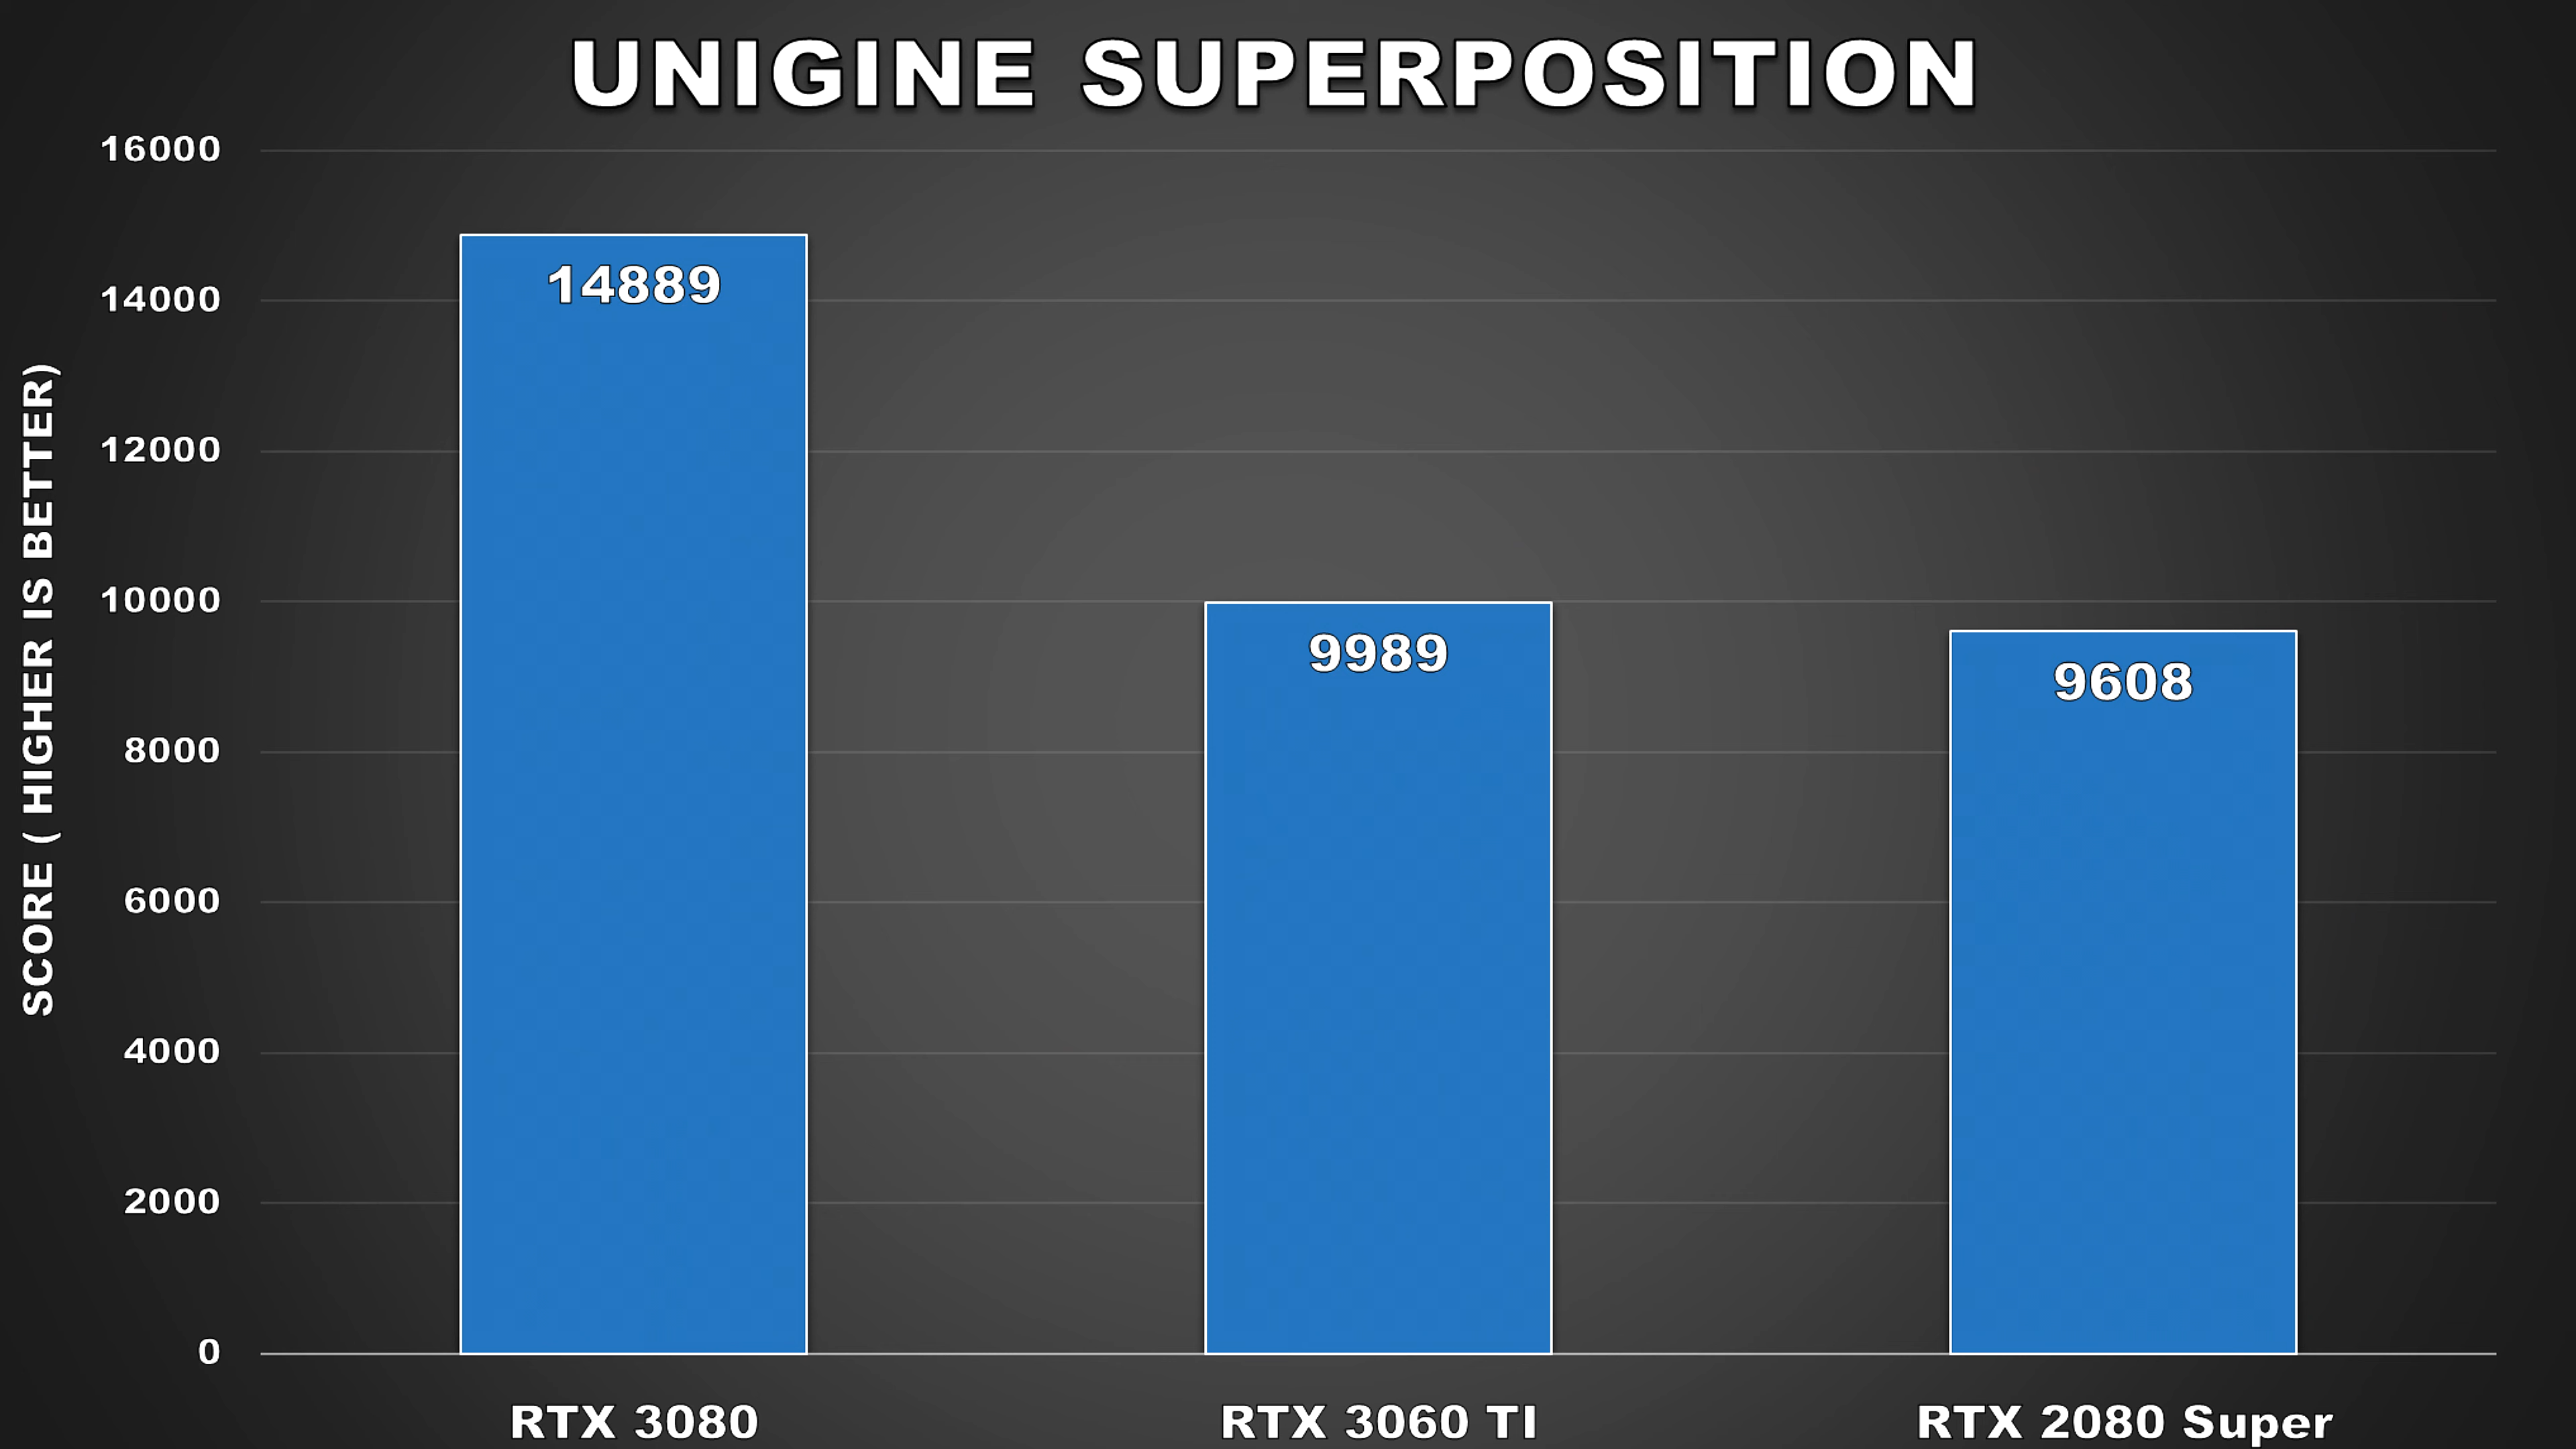 UNIGINE SUPERPOSITION
SCORE ( HIGHER IS BETTER)
16000
14000
12000
10000
8000
6000
4000
2000
0
14889
9989
9608
RTX 3080
RTX 3060 TI
RTX 2080 Super